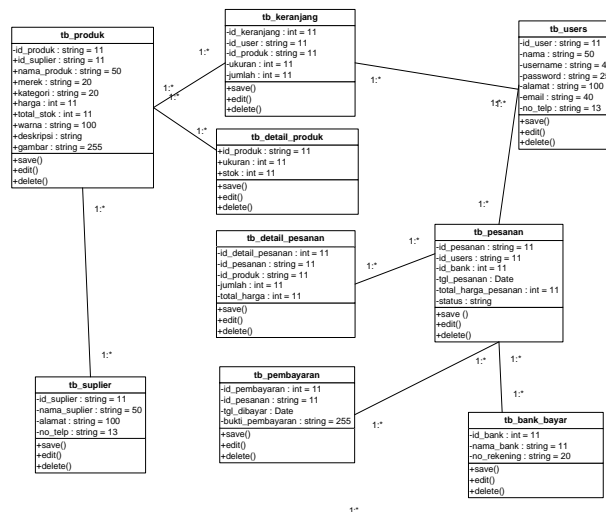 tb_produk
-id_produk : string = 11
+id_suplier : string = 11
+nama_produk : string = 50
+merek : string = 20
+kategori : string = 20
+harga : int = 11
+total_stok : int = 11
+warna : string = 100
+deskripsi : string
+gambar : string = 255
+save()
+edit()
+delete()
1:*
1:*
1:*
1:*
1:*
tb_keranjang
-id_keranjang : int = 11
-id_user : string = 11
-id_produk : string = 11
-ukuran : int = 11
-jumlah : int = 11
+save()
+edit()
+delete()
1:*
tb_users
-id_user : string = 11
-nama : string = 50
-username : string = 4
-password : string = 25
-alamat : string = 100
-email : string = 40
-no_telp : string = 13
+save()
+edit()
+delete()
1:*
1:*
tb_detail_produk
+id_produk : string = 11
+ukuran : int = 11
+stok : int = 11
+save()
+edit()
+delete()
1:*
tb_detail_pesanan
-id_detail_pesanan : int = 11
-id_pesanan : string = 11
-id_produk : string = 11
-jumlah : int = 11
-total_harga : int = 11
+save()
+edit()
+delete()
1:*
1:*
1:*
tb_pesanan
-id_pesanan : string = 11
-id_users : string = 11
-id_bank : int = 11
-tgl_pesanan : Date
-total_harga_pesanan : int = 11
-status : string
+save ()
+edit()
+delete()
1:*
1:*
1:*
tb_suplier
-id_suplier : string = 11
-nama_suplier : string = 50
-alamat : string = 100
-no_telp : string = 13
+save()
+edit()
+delete()
tb_pembayaran
-id_pembayaran : int = 11
-id_pesanan : string = 11
-tgl_dibayar : Date
-bukti_pembayaran : string = 255
+save()
+edit()
+delete()
1:*
1:*
tb_bank_bayar
-id_bank : int = 11
-nama_bank : string = 11
-no_rekening : string = 20
+save()
+edit()
+delete()
1:*